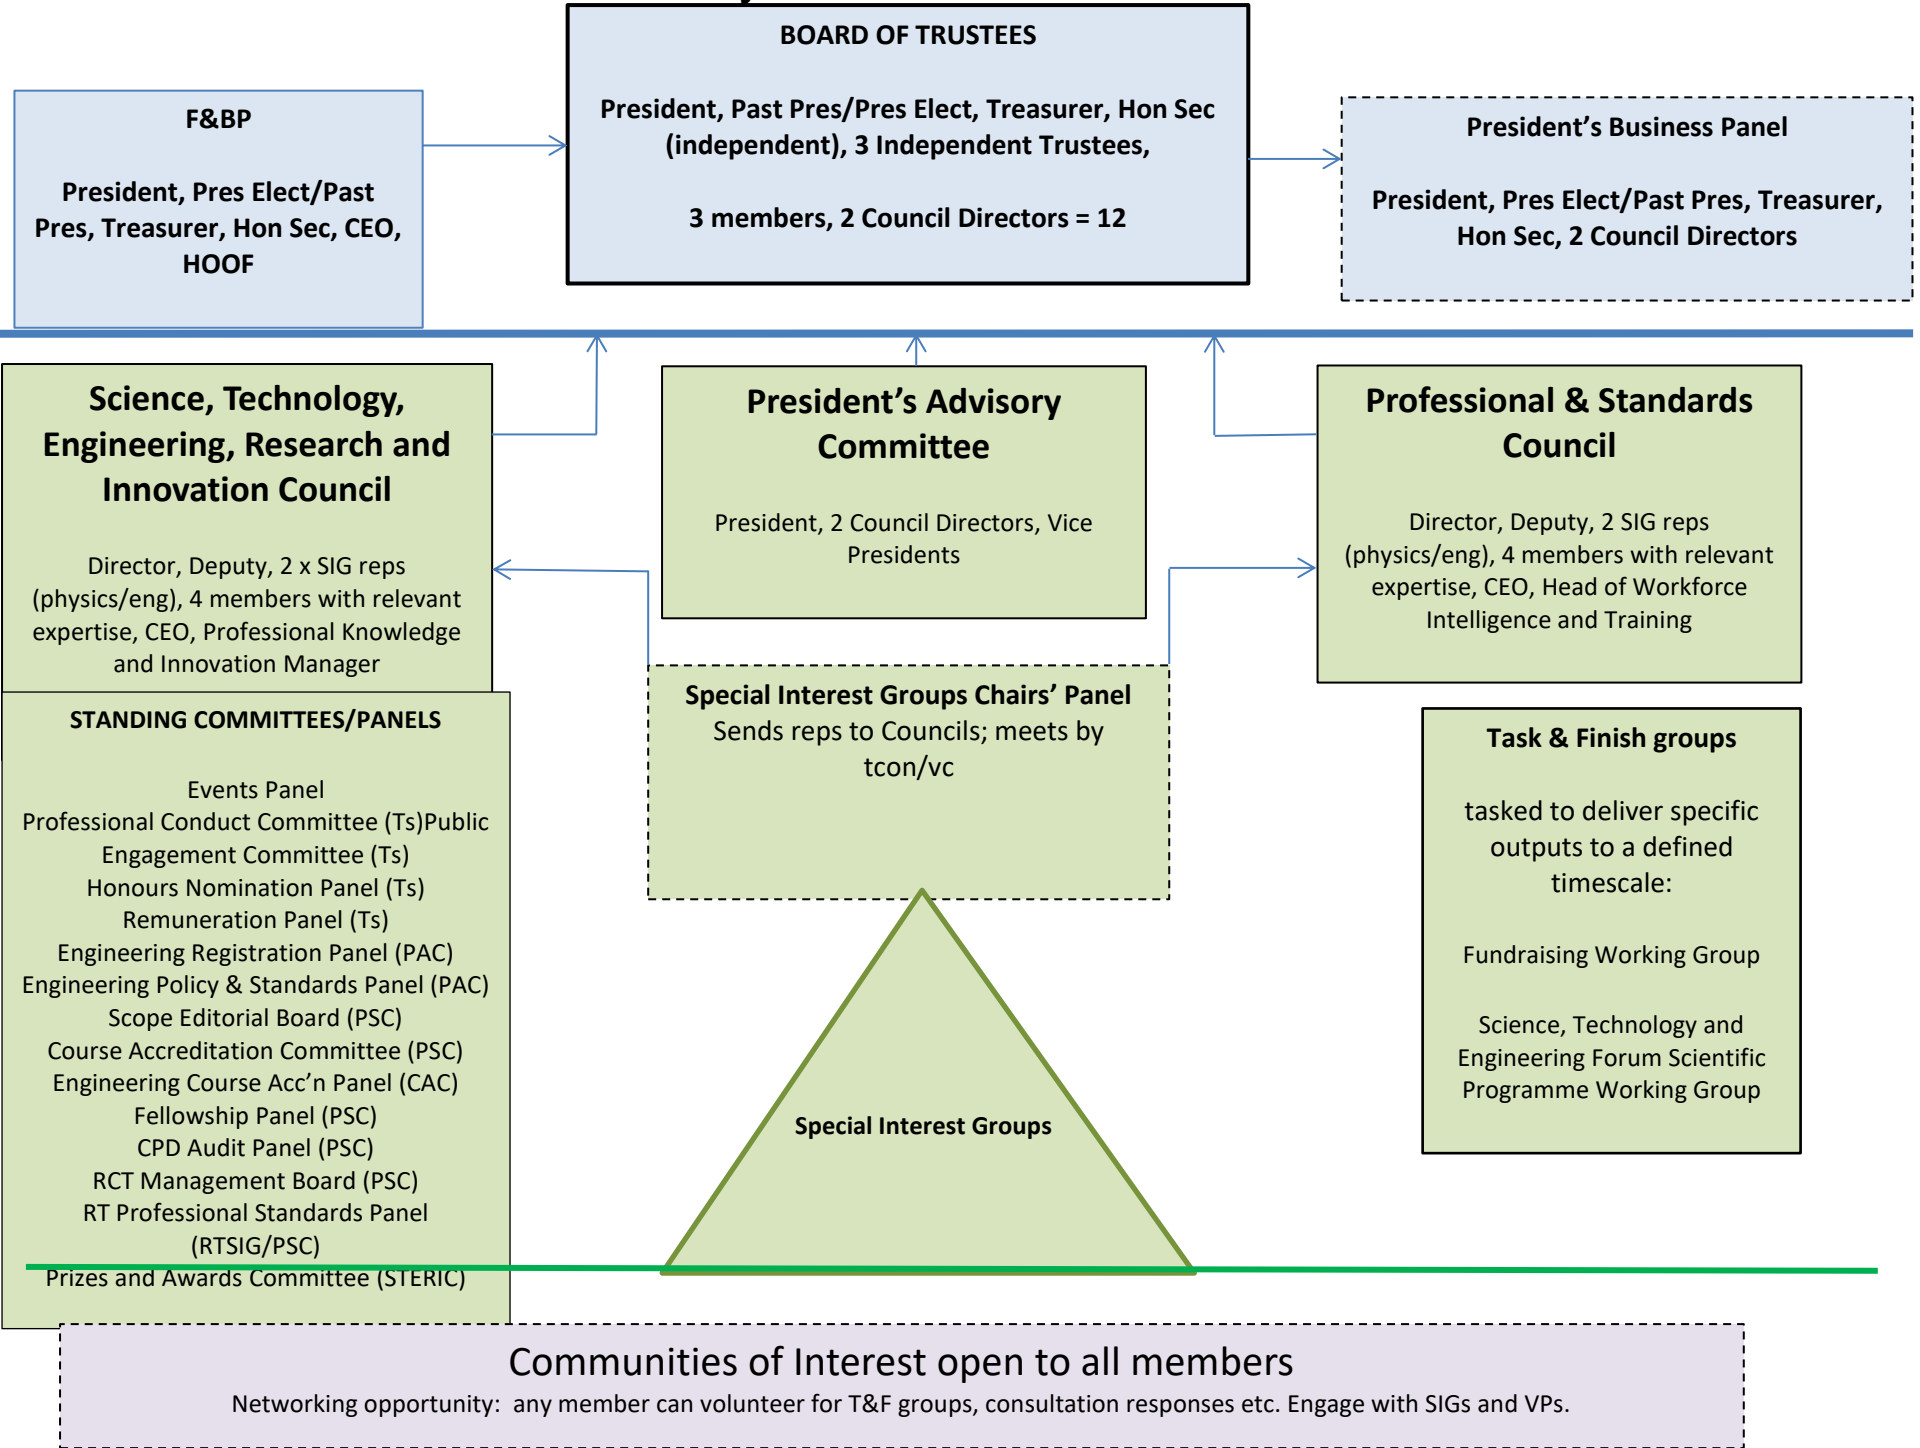 BOARD OF TRUSTEES
President, Past Pres/Pres Elect, Treasurer, Hon Sec
(independent), 3 Independent Trustees,
3 members, 2 Council Directors = 12
F&BP
President, Pres Elect/Past
Pres, Treasurer, Hon Sec, CEO,
HOOF
President’s Business Panel
President, Pres Elect/Past Pres, Treasurer,
Hon Sec, 2 Council Directors
Science, Technology,
Engineering, Research and
Innovation Council
Director, Deputy, 2 x SIG reps
(physics/eng), 4 members with relevant
expertise, CEO, Professional Knowledge
and Innovation Manager
President’s Advisory
Committee
President, 2 Council Directors, Vice
Presidents
Professional & Standards
Council
Director, Deputy, 2 SIG reps
(physics/eng), 4 members with relevant
expertise, CEO, Head of Workforce
Intelligence and Training
STANDING COMMITTEES/PANELS
Events Panel
Professional Conduct Committee (Ts)Public
Engagement Committee (Ts)
Honours Nomination Panel (Ts)
Remuneration Panel (Ts)
Engineering Registration Panel (PAC)
Engineering Policy & Standards Panel (PAC)
Scope Editorial Board (PSC)
Course Accreditation Committee (PSC)
Engineering Course Acc’n Panel (CAC)
Fellowship Panel (PSC)
CPD Audit Panel (PSC)
RCT Management Board (PSC)
RT Professional Standards Panel
(RTSIG/PSC)
Prizes and Awards Committee (STERIC)
Special Interest Groups Chairs’ Panel
Sends reps to Councils; meets by
tcon/vc
Special Interest Groups
Task & Finish groups
tasked to deliver specific
outputs to a defined
timescale:
Fundraising Working Group
Science, Technology and
Engineering Forum Scientific
Programme Working Group
Communities of Interest open to all members
Networking opportunity:  any member can volunteer for T&F groups, consultation responses etc. Engage with SIGs and VPs.